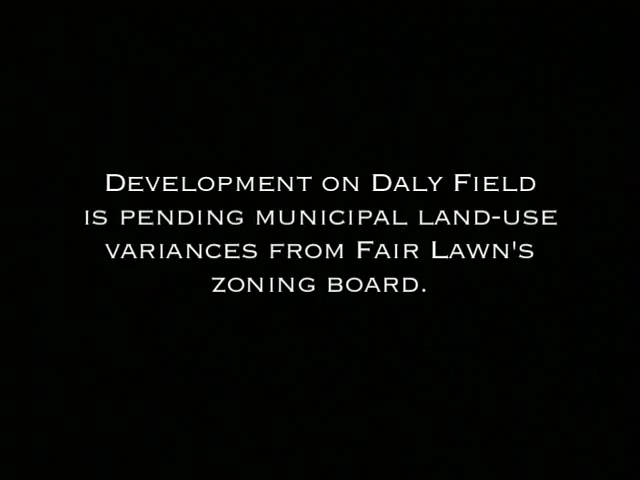 Development on Daly Field
is pending municipal land-use
variances from Fair Lawn's
zoning board.